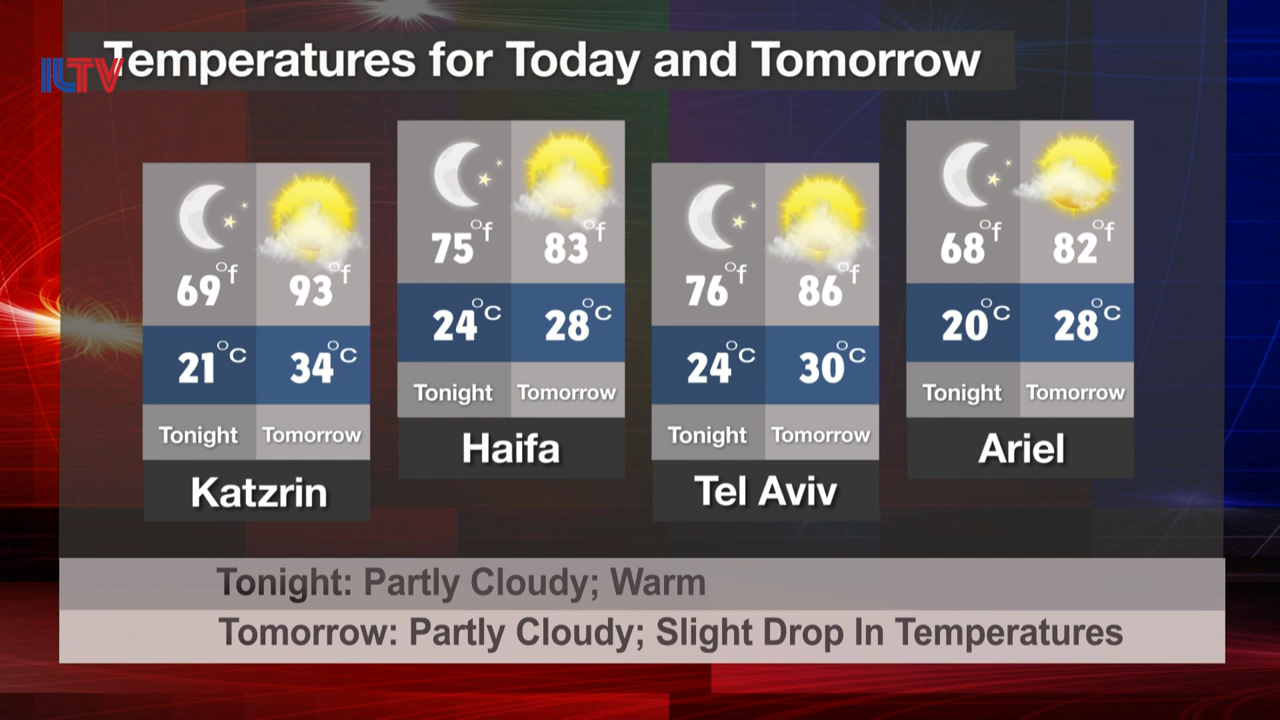 Temperatures for Today and Tomorrow
ILTV
69°f 93°f
21°C 34°C
Tonight Tomorrow
Katzrin
75°f 83°f
24°C 28°C
Tonight Tomorrow
Haifa
76°f 86°f
24°C 30°C
Tonight Tomorrow
Tel Aviv
68°f 82°f
20°C 28°C
Tonight Tomorrow
Ariel
Tonight: Partly Cloudy; Warm
Tomorrow: Partly Cloudy; Slight Drop In Temperatures